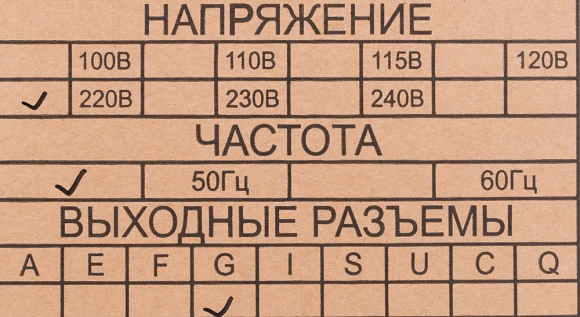 НАПРЯЖЕНИЕ
100В 110В 115В 120В
220В 230В 240В
ЧАСТОТА
50Гц 60Гц
ВЫХОДНЫЕ РАЗЪЕМЫ
A E F G I S U C Q